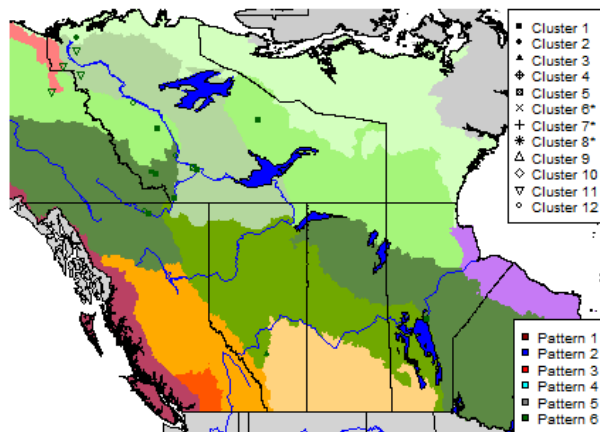 Cluster 1
Cluster 2
Cluster 3
Cluster 4
Cluster 5
Cluster 6*
Cluster 7*
Cluster 8*
Cluster 9
Cluster 10
Cluster 11
Cluster 12
Pattern 1
Pattern 2
Pattern 3
Pattern 4
Pattern 5
Pattern 6